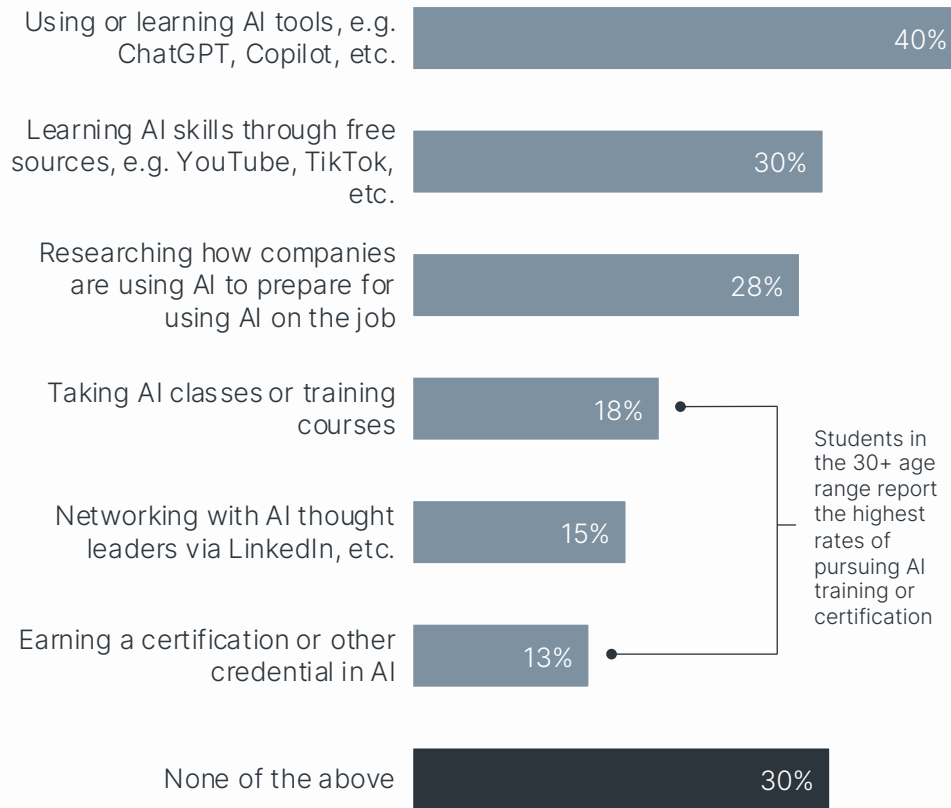 Using or learning AI tools, e.g.
ChatGPT, Copilot, etc.
40%
Learning AI skills through free
sources, e.g. YouTube, TikTok,
etc.
30%
Researching how companies
are using AI to prepare for
using AI on the job
28%
Taking AI classes or training
courses
18%
Students in
the 30+ age
range report
the highest
rates of
pursuing AI
training or
certification
Networking with AI thought
leaders via LinkedIn, etc.
15%
Earning a certification or other
credential in AI
13%
None of the above
30%